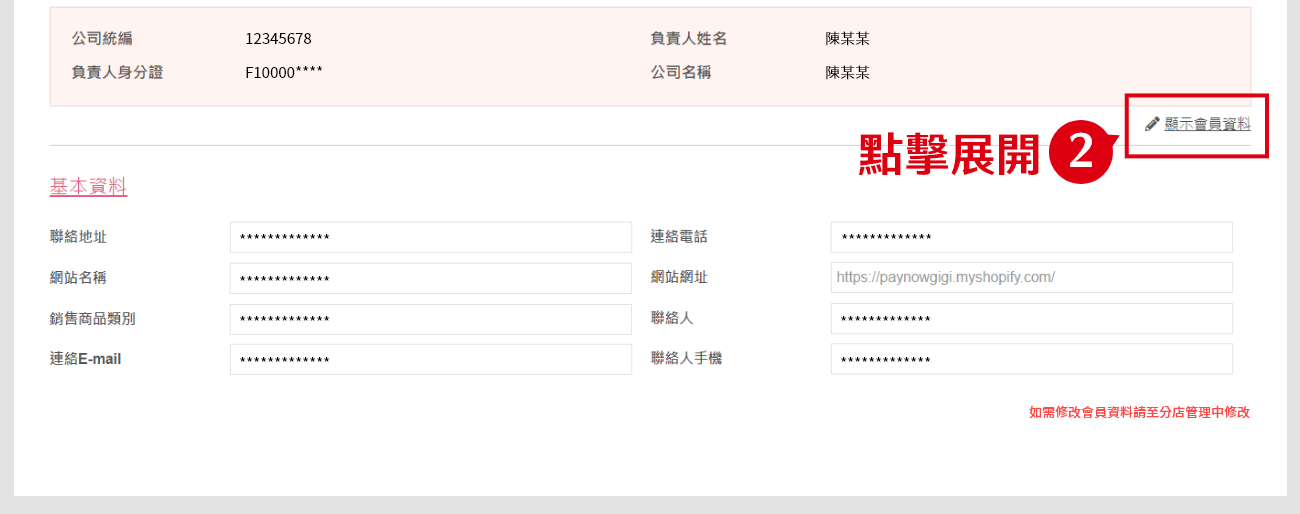 公司統編 12345678 負責人姓名 陳某某
負責人身分證 F10000**** 公司名稱 陳某某
顯示會員資料
點擊展開 2
基本資料
聯絡地址 ************* 連絡電話 *************
網站名稱 ************* 網站網址 https://paynowgigi.myshopify.com/
銷售商品類別 ************* 聯絡人 *************
連絡E-mail ************* 聯絡人手機 *************
如需修改會員資料請至分店管理中修改